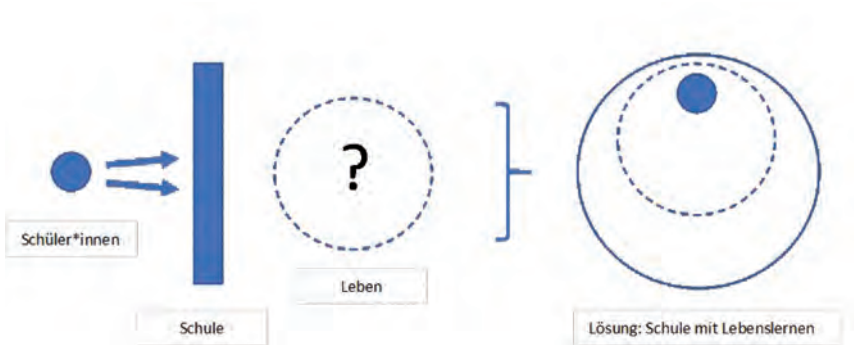 ?
Schüler*innen
Leben
Schule
Lösung: Schule mit Lebenslernen